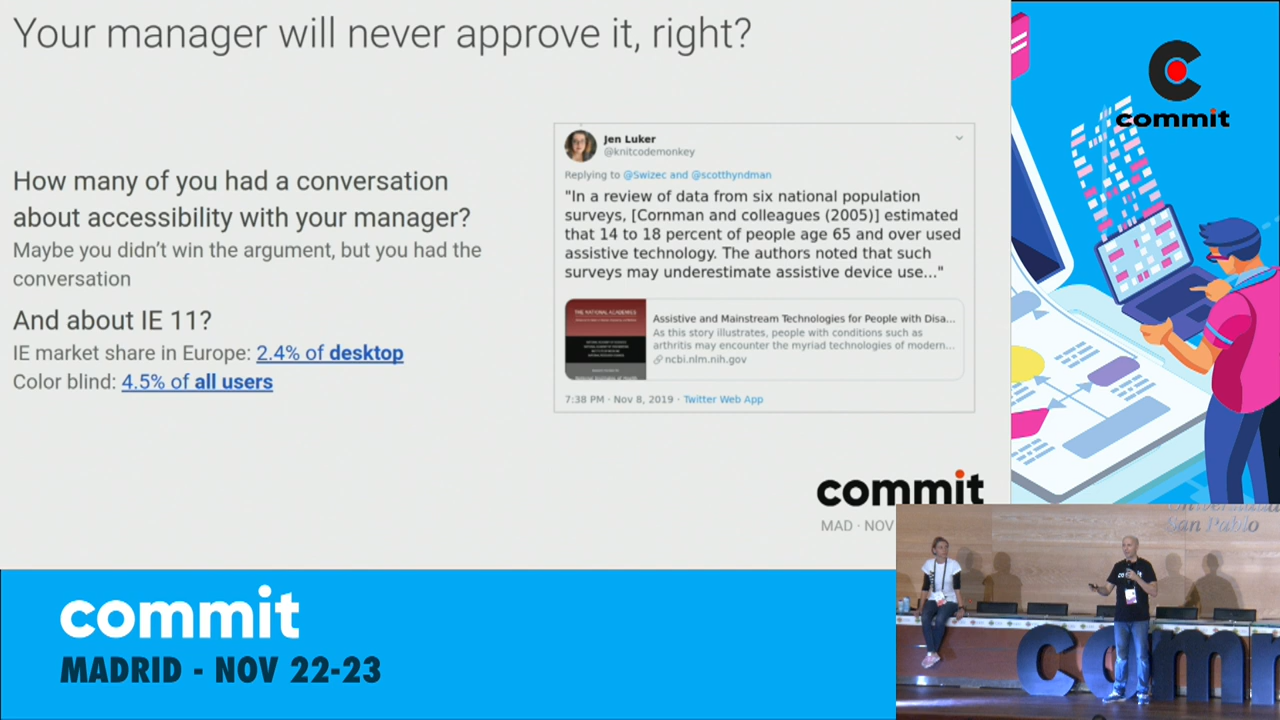 Your manager will never approve it, right?
How many of you had a conversation
about accessibility with your manager?
Maybe you didn't win the argument, but you had the
conversation
And about IE 11?
IE market share in Europe: 2.4% of desktop
Color blind: 4.5% of all users
Jen Luker
@knitcodemonkey
Replying to @Swizec and @scotthyndman
"In a review of data from six national population
surveys, [Cornman and colleagues (2005)] estimated
that 14 to 18 percent of people age 65 and over used
assistive technology. The authors noted that such
surveys may underestimate assistive device use..."
THE NATIONAL ACADEMIES
Assistive and Mainstream Technologies for People with Disa...
As this story illustrates, people with conditions such as
arthritis may encounter the myriad technologies of modern...
ncbi.nlm.nih.gov
7:38 PM · Nov 8, 2019 · Twitter Web App
commit
MAD · NOV
commit
commit
MADRID - NOV 22-23
San Pablo
com